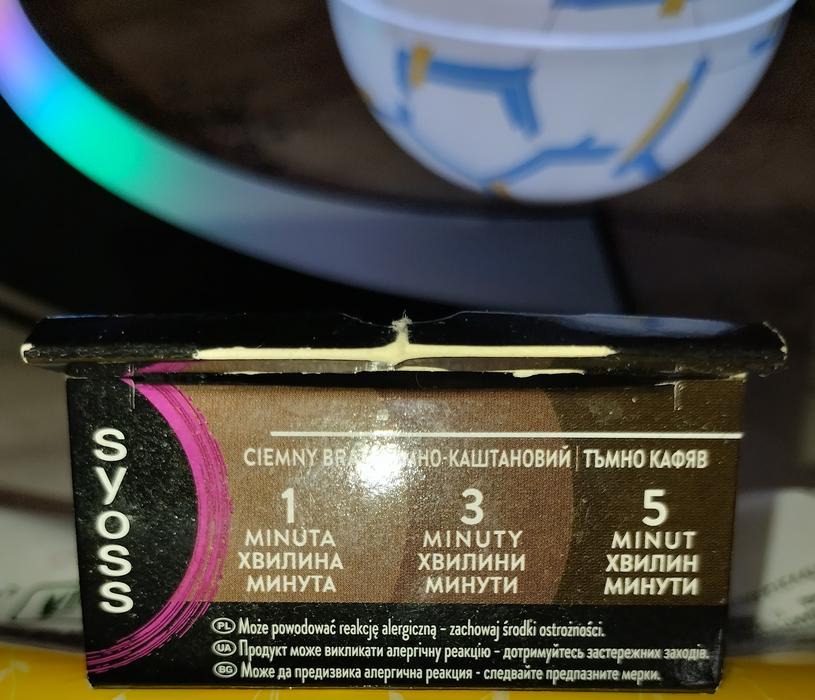 SYOSS
CIEMNY | ТЪМНО КАФЯВ
1 3 5
MINUTA MINUTY MINUT
ХВИЛИНА ХВИЛИНИ ХВИЛИН
МИНУТА МИНУТИ МИНУТИ
PL Może powodować reakcję alergiczną – zachowaj środki ostrożności.
UA Продукт може викликати алергічну реакцію – дотримуйтесь застережних заходів.
BG Може да предизвика алергична реакция - следвайте предпазните мерки.